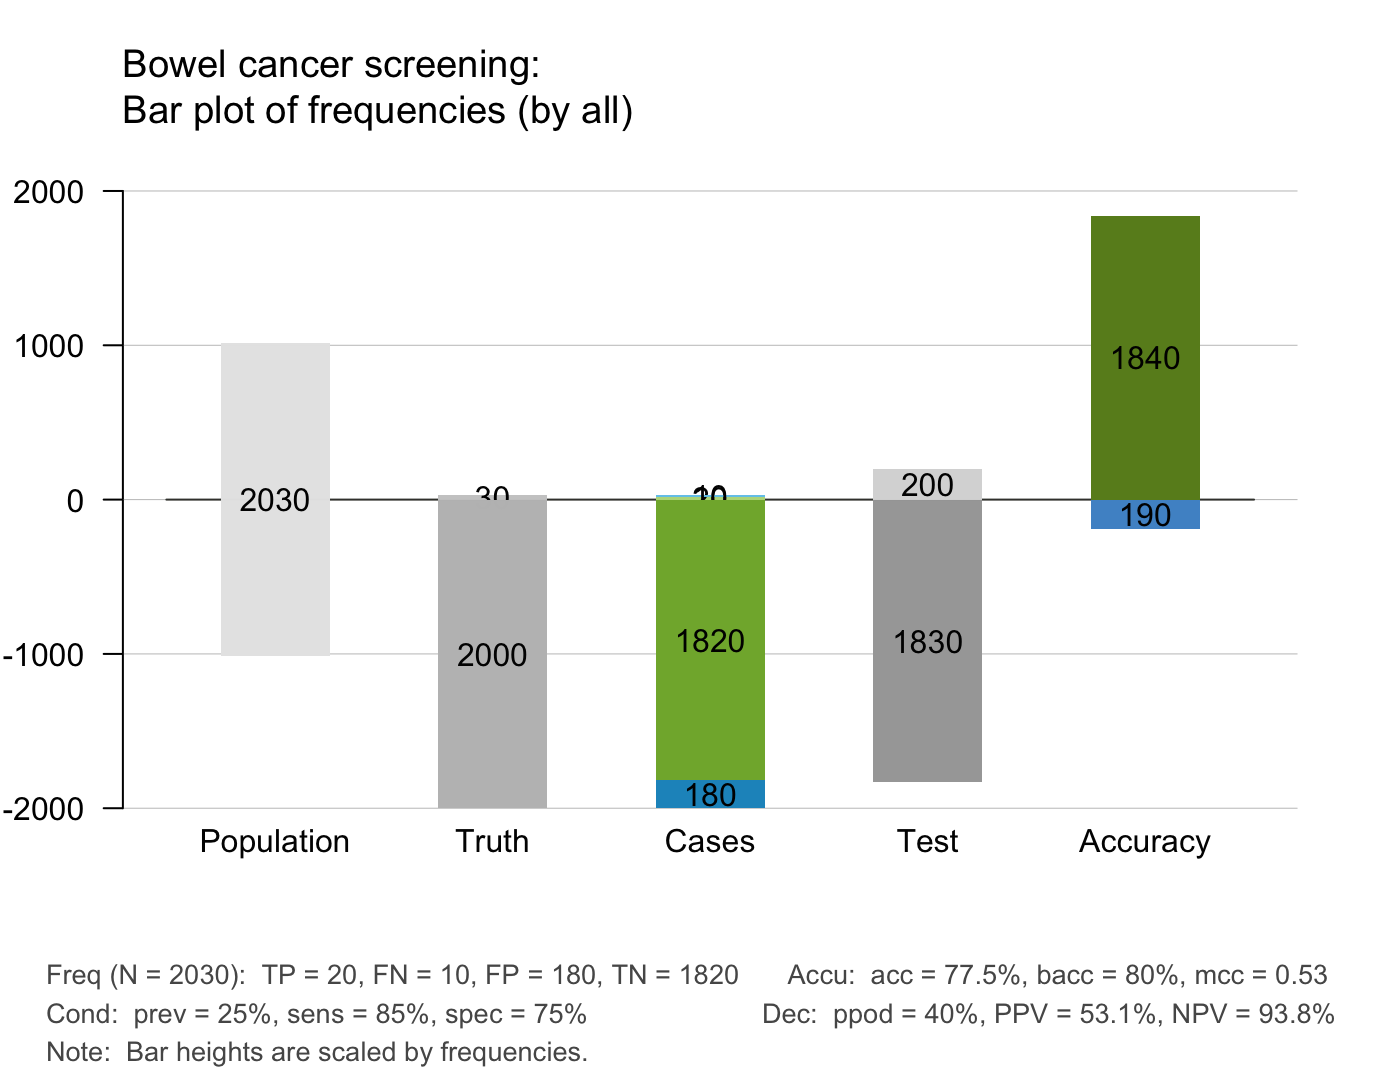 Bowel cancer screening:
Bar plot of frequencies (by all)
2000
1000
0
-1000
-2000
2030
30
2000
10
1820
180
200
1830
1840
190
Population
Truth
Cases
Test
Accuracy
Freq (N = 2030):  TP = 20, FN = 10, FP = 180, TN = 1820
Accu:  acc = 77.5%, bacc = 80%, mcc = 0.53
Cond:  prev = 25%, sens = 85%, spec = 75%
Dec:  ppod = 40%, PPV = 53.1%, NPV = 93.8%
Note:  Bar heights are scaled by frequencies.